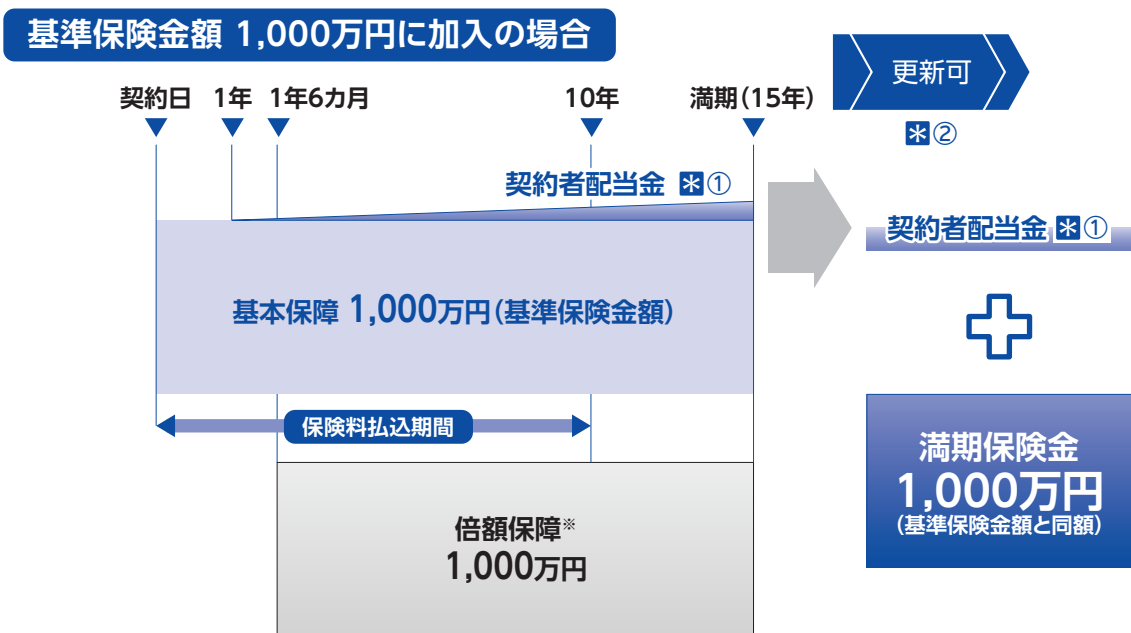 基準保険金額 1,000万円に加入の場合
更新可
*②
契約日 1年 1年6カ月 10年 満期（15年）
契約者配当金 *①
契約者配当金 *①
基本保障 1,000万円（基準保険金額）
保険料払込期間
満期保険金
1,000万円
（基準保険金額と同額）
倍額保障※
1,000万円